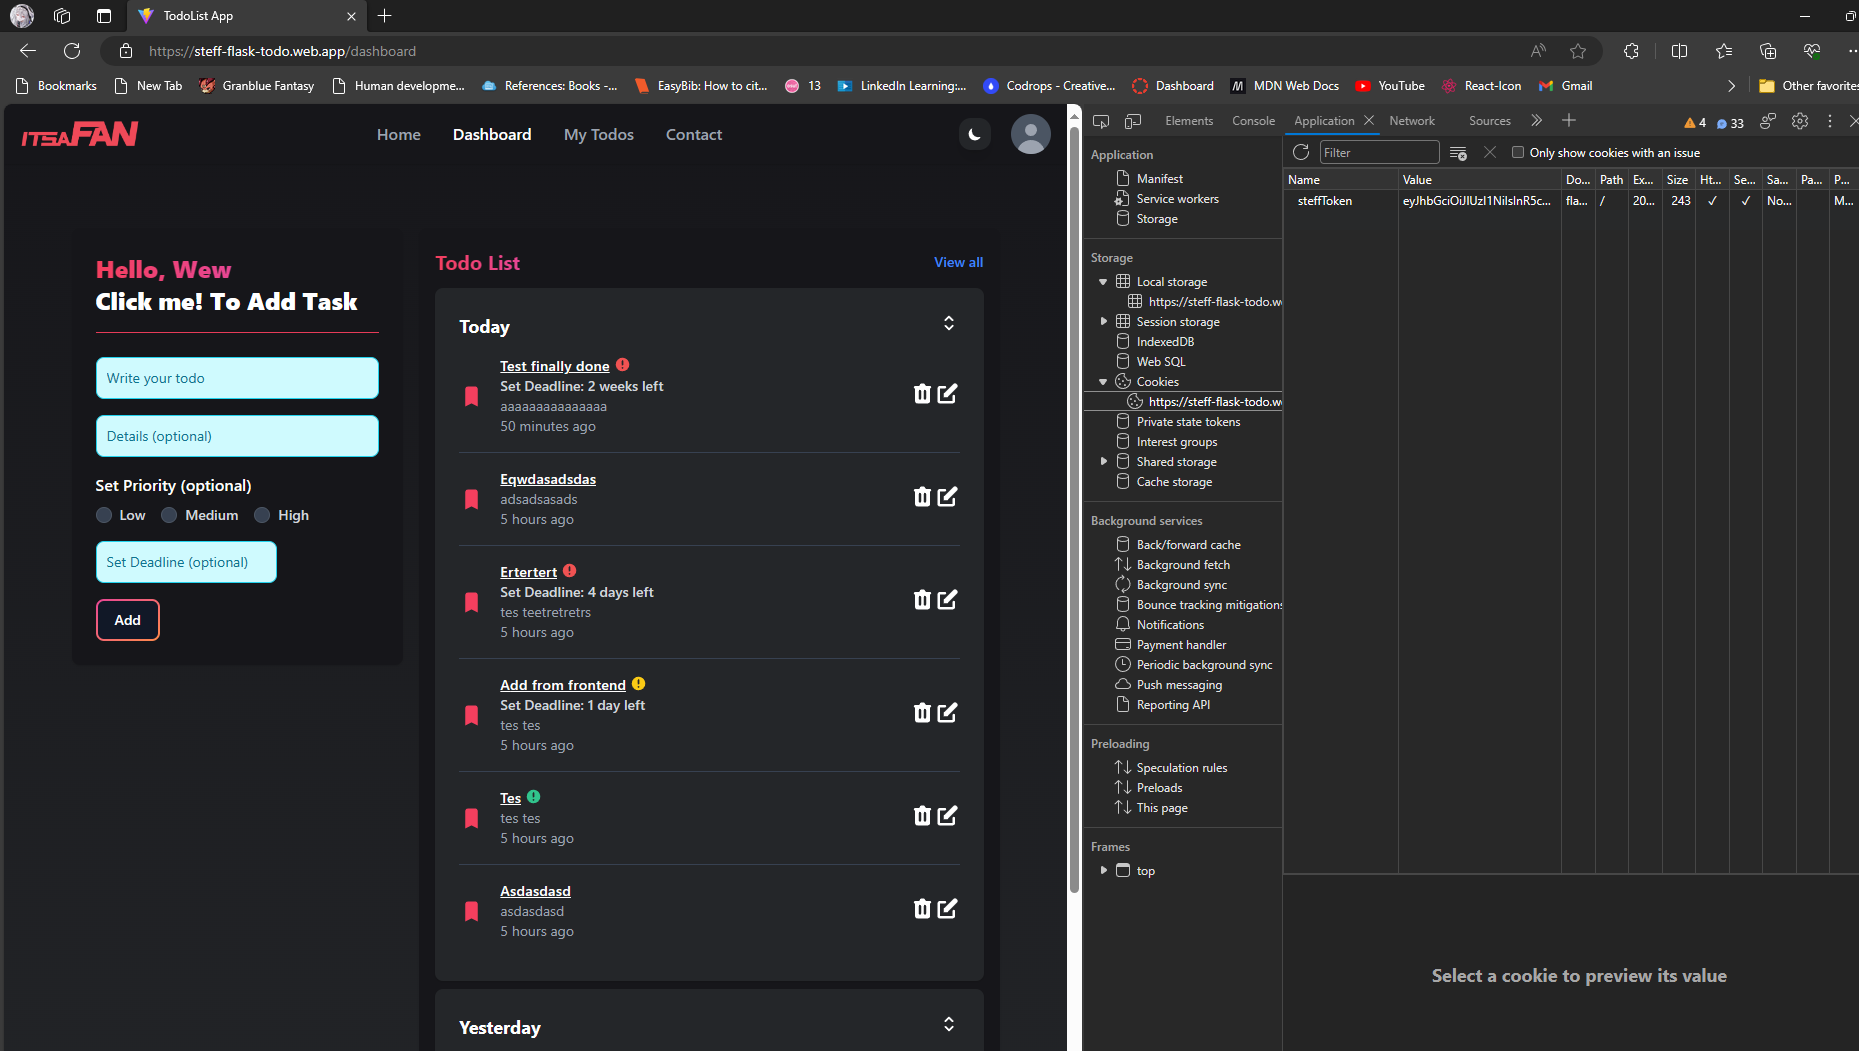 TodoList App
https://steff-flask-todo.web.app/dashboard
Bookmarks
New Tab
Granblue Fantasy
Human developme...
References: Books -...
EasyBib: How to cit...
13
LinkedIn Learning:...
Codrops - Creative...
Dashboard
MDN Web Docs
YouTube
React-Icon
Gmail
Other favorites
ITSAFAN
Home
Dashboard
My Todos
Contact
Hello, Wew
Click me! To Add Task
Write your todo
Details (optional)
Set Priority (optional)
Low
Medium
High
Set Deadline (optional)
Add
Todo List
View all
Today
Test finally done
Set Deadline: 2 weeks left
aaaaaaaaaaaaaaa
50 minutes ago
Eqwdasadsdas
adsadsasads
5 hours ago
Ertertert
Set Deadline: 4 days left
tes teetretretrs
5 hours ago
Add from frontend
Set Deadline: 1 day left
tes tes
5 hours ago
Tes
tes tes
5 hours ago
Asdasdasd
asdasdasd
5 hours ago
Yesterday
Elements
Console
Application
Network
Sources
4
33
Application
Manifest
Service workers
Storage
Storage
Local storage
https://steff-flask-todo.w
Session storage
IndexedDB
Web SQL
Cookies
https://steff-flask-todo.w
Private state tokens
Interest groups
Shared storage
Cache storage
Background services
Back/forward cache
Background fetch
Background sync
Bounce tracking mitigations
Notifications
Payment handler
Periodic background sync
Push messaging
Reporting API
Preloading
Speculation rules
Preloads
This page
Frames
top
Filter
Only show cookies with an issue
Name Value Do... Path Ex... Size Ht... Se... Sa... Pa... P...
steffToken eyJhbGciOiJIUzI1NiIsInR5c... fla... / 20... 243 ✓ ✓ No... M...
Select a cookie to preview its value